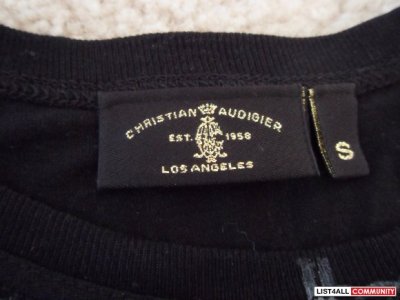 CHRISTIAN AUDIGIER
EST. 1958
LOS ANGELES
S
LIST4ALL COMMUNITY